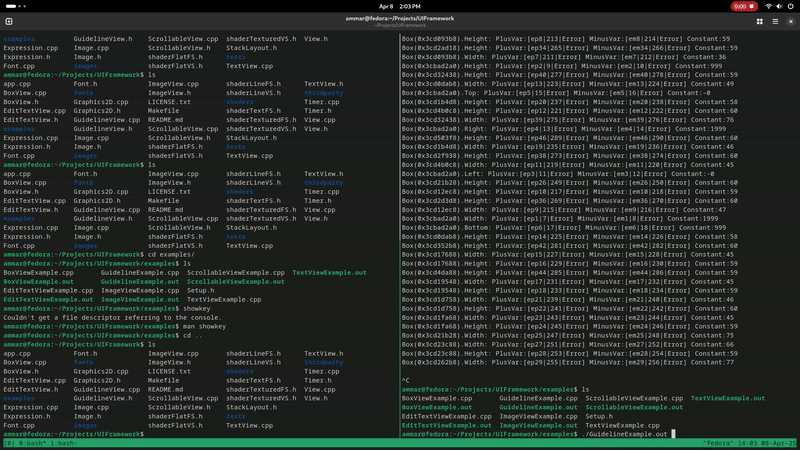 Apr 8 2:03 PM
0:00
ammar@fedora:~/Projects/UIFramework
~/Projects/UIFramework
examples GuidelineView.h ScrollableView.cpp shaderTexturedVS.h View.h
Expression.cpp Image.cpp ScrollableView.h StackLayout.h
Expression.h Image.h shaderFlatFS.h tests
Font.cpp images shaderFlatVS.h TextView.cpp
ammar@fedora:~/Projects/UIFramework$ ls
app.cpp Font.h ImageView.cpp shaderLineFS.h TextView.h
BoxView.cpp fonts ImageView.h shaderLineVS.h thirdparty
BoxView.h Graphics2D.cpp LICENSE.txt shaders Timer.cpp
EditTextView.cpp Graphics2D.h Makefile shaderTextFS.h Timer.h
EditTextView.h GuidelineView.cpp README.md shaderTexturedFS.h View.cpp
examples GuidelineView.h ScrollableView.cpp shaderTexturedVS.h View.h
Expression.cpp Image.cpp ScrollableView.h StackLayout.h
Expression.h Image.h shaderFlatFS.h tests
Font.cpp images shaderFlatVS.h TextView.cpp
ammar@fedora:~/Projects/UIFramework$ ls
app.cpp Font.h ImageView.cpp shaderLineFS.h TextView.h
BoxView.cpp fonts ImageView.h shaderLineVS.h thirdparty
BoxView.h Graphics2D.cpp LICENSE.txt shaders Timer.cpp
EditTextView.cpp Graphics2D.h Makefile shaderTextFS.h Timer.h
EditTextView.h GuidelineView.cpp README.md shaderTexturedFS.h View.cpp
examples GuidelineView.h ScrollableView.cpp shaderTexturedVS.h View.h
Expression.cpp Image.cpp ScrollableView.h StackLayout.h
Expression.h Image.h shaderFlatFS.h tests
Font.cpp images shaderFlatVS.h TextView.cpp
ammar@fedora:~/Projects/UIFramework$ cd examples/
ammar@fedora:~/Projects/UIFramework/examples$ ls
BoxViewExample.cpp GuidelineExample.cpp ScrollableViewExample.cpp TextViewExample.out
BoxViewExample.out GuidelineExample.out ScrollableViewExample.out
EditTextViewExample.cpp ImageViewExample.cpp Setup.h
EditTextViewExample.out ImageViewExample.out TextViewExample.cpp
ammar@fedora:~/Projects/UIFramework/examples$ showkey
Couldn't get a file descriptor referring to the console.
ammar@fedora:~/Projects/UIFramework/examples$ man showkey
ammar@fedora:~/Projects/UIFramework/examples$ cd ..
ammar@fedora:~/Projects/UIFramework$ ls
app.cpp Font.h ImageView.cpp shaderLineFS.h TextView.h
BoxView.cpp fonts ImageView.h shaderLineVS.h thirdparty
BoxView.h Graphics2D.cpp LICENSE.txt shaders Timer.cpp
EditTextView.cpp Graphics2D.h Makefile shaderTextFS.h Timer.h
EditTextView.h GuidelineView.cpp README.md shaderTexturedFS.h View.cpp
examples GuidelineView.h ScrollableView.cpp shaderTexturedVS.h View.h
Expression.cpp Image.cpp ScrollableView.h StackLayout.h
Expression.h Image.h shaderFlatFS.h tests
Font.cpp images shaderFlatVS.h TextView.cpp
ammar@fedora:~/Projects/UIFramework$
Box(0x3cd093b8).Height: PlusVar:[ep8|213|Error] MinusVar:[em8|214|Error] Constant:59
Box(0x3cd2ad18).Height: PlusVar:[ep34|265|Error] MinusVar:[em34|266|Error] Constant:59
Box(0x3cd093b8).Width: PlusVar:[ep7|211|Error] MinusVar:[em7|212|Error] Constant:36
Box(0x3cbad2a0).Height: PlusVar:[ep2|9|Error] MinusVar:[em2|10|Error] Constant:999
Box(0x3cd32438).Height: PlusVar:[ep40|277|Error] MinusVar:[em40|278|Error] Constant:59
Box(0x3cd0dab8).Width: PlusVar:[ep13|223|Error] MinusVar:[em13|224|Error] Constant:49
Box(0x3cbad2a0).Top: PlusVar:[ep5|15|Error] MinusVar:[em5|16|Error] Constant:-0
Box(0x3cd1b4d8).Height: PlusVar:[ep20|237|Error] MinusVar:[em20|238|Error] Constant:58
Box(0x3cd4b0c8).Height: PlusVar:[ep12|221|Error] MinusVar:[em12|222|Error] Constant:60
Box(0x3cd32438).Width: PlusVar:[ep39|275|Error] MinusVar:[em39|276|Error] Constant:76
Box(0x3cbad2a0).Right: PlusVar:[ep4|13|Error] MinusVar:[em4|14|Error] Constant:1999
Box(0x3cd503f8).Height: PlusVar:[ep46|289|Error] MinusVar:[em46|290|Error] Constant:60
Box(0x3cd1b4d8).Width: PlusVar:[ep19|235|Error] MinusVar:[em19|236|Error] Constant:46
Box(0x3cd2f938).Height: PlusVar:[ep38|273|Error] MinusVar:[em38|274|Error] Constant:60
Box(0x3cd4b0c8).Width: PlusVar:[ep11|219|Error] MinusVar:[em11|220|Error] Constant:45
Box(0x3cbad2a0).Left: PlusVar:[ep3|11|Error] MinusVar:[em3|12|Error] Constant:-0
Box(0x3cd21b28).Height: PlusVar:[ep26|249|Error] MinusVar:[em26|250|Error] Constant:60
Box(0x3cd12ec8).Height: PlusVar:[ep10|217|Error] MinusVar:[em10|218|Error] Constant:59
Box(0x3cd2d3d8).Height: PlusVar:[ep36|269|Error] MinusVar:[em36|270|Error] Constant:60
Box(0x3cd12ec8).Width: PlusVar:[ep9|215|Error] MinusVar:[em9|216|Error] Constant:47
Box(0x3cbad2a0).Width: PlusVar:[ep1|7|Error] MinusVar:[em1|8|Error] Constant:1999
Box(0x3cbad2a0).Bottom: PlusVar:[ep6|17|Error] MinusVar:[em6|18|Error] Constant:999
Box(0x3cd0dab8).Height: PlusVar:[ep14|225|Error] MinusVar:[em14|226|Error] Constant:58
Box(0x3cd352b8).Height: PlusVar:[ep42|281|Error] MinusVar:[em42|282|Error] Constant:60
Box(0x3cd17688).Width: PlusVar:[ep15|227|Error] MinusVar:[em15|228|Error] Constant:45
Box(0x3cd17688).Height: PlusVar:[ep16|229|Error] MinusVar:[em16|230|Error] Constant:60
Box(0x3cd4da88).Height: PlusVar:[ep44|285|Error] MinusVar:[em44|286|Error] Constant:59
Box(0x3cd19548).Width: PlusVar:[ep17|231|Error] MinusVar:[em17|232|Error] Constant:45
Box(0x3cd19548).Height: PlusVar:[ep18|233|Error] MinusVar:[em18|234|Error] Constant:60
Box(0x3cd1d758).Width: PlusVar:[ep21|239|Error] MinusVar:[em21|240|Error] Constant:46
Box(0x3cd1d758).Height: PlusVar:[ep22|241|Error] MinusVar:[em22|242|Error] Constant:60
Box(0x3cd1fa68).Width: PlusVar:[ep23|243|Error] MinusVar:[em23|244|Error] Constant:45
Box(0x3cd1fa68).Height: PlusVar:[ep24|245|Error] MinusVar:[em24|246|Error] Constant:59
Box(0x3cd21b28).Width: PlusVar:[ep25|247|Error] MinusVar:[em25|248|Error] Constant:75
Box(0x3cd23c88).Width: PlusVar:[ep27|251|Error] MinusVar:[em27|252|Error] Constant:66
Box(0x3cd23c88).Height: PlusVar:[ep28|253|Error] MinusVar:[em28|254|Error] Constant:59
Box(0x3cd262b8).Width: PlusVar:[ep29|255|Error] MinusVar:[em29|256|Error] Constant:77
^C
ammar@fedora:~/Projects/UIFramework/examples$ ls
BoxViewExample.cpp GuidelineExample.cpp ScrollableViewExample.cpp TextViewExample.out
BoxViewExample.out GuidelineExample.out ScrollableViewExample.out
EditTextViewExample.cpp ImageViewExample.cpp Setup.h
EditTextViewExample.out ImageViewExample.out TextViewExample.cpp
ammar@fedora:~/Projects/UIFramework/examples$ ./GuidelineExample.out
[0] 0:bash* 1:bash- "fedora" 14:03 08-Apr-25